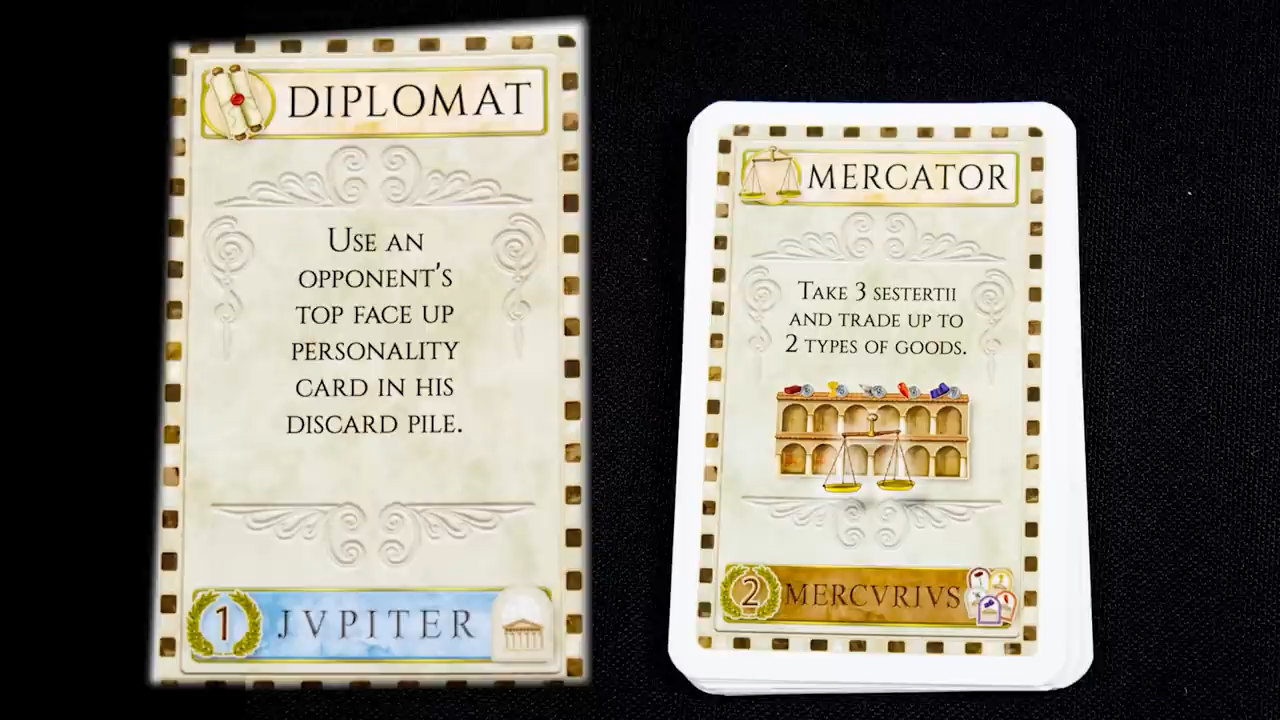 DIPLOMAT
USE AN
OPPONENT'S
TOP FACE UP
PERSONALITY
CARD IN HIS
DISCARD PILE.
1 JVPITER
MERCATOR
TAKE 3 SESTERTII
AND TRADE UP TO
2 TYPES OF GOODS.
2 MERCVRIVS